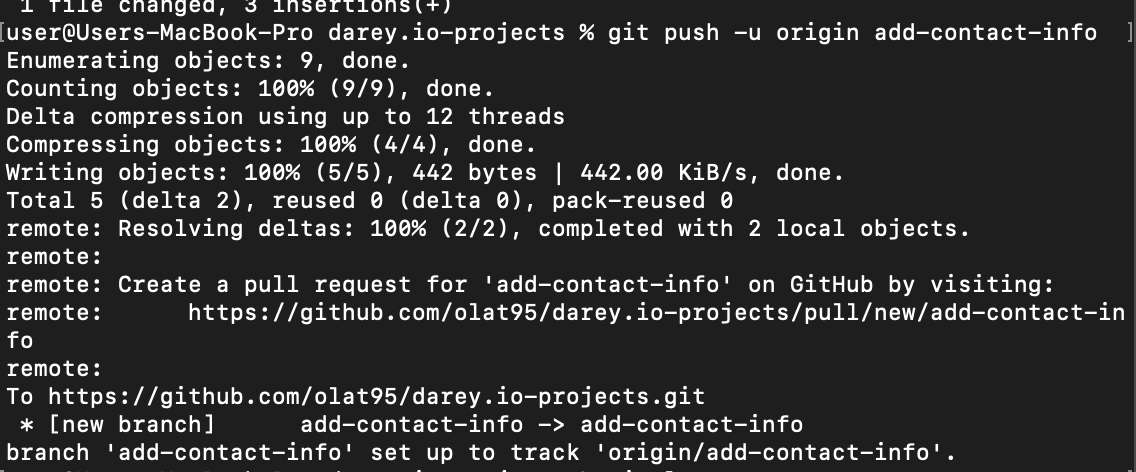 1 file changed, 3 insertions(+)
[user@Users-MacBook-Pro darey.io-projects % git push -u origin add-contact-info ]
Enumerating objects: 9, done.
Counting objects: 100% (9/9), done.
Delta compression using up to 12 threads
Compressing objects: 100% (4/4), done.
Writing objects: 100% (5/5), 442 bytes | 442.00 KiB/s, done.
Total 5 (delta 2), reused 0 (delta 0), pack-reused 0
remote: Resolving deltas: 100% (2/2), completed with 2 local objects.
remote:
remote: Create a pull request for 'add-contact-info' on GitHub by visiting:
remote:      https://github.com/olat95/darey.io-projects/pull/new/add-contact-in
fo
remote:
To https://github.com/olat95/darey.io-projects.git
 * [new branch]      add-contact-info -> add-contact-info
branch 'add-contact-info' set up to track 'origin/add-contact-info'.